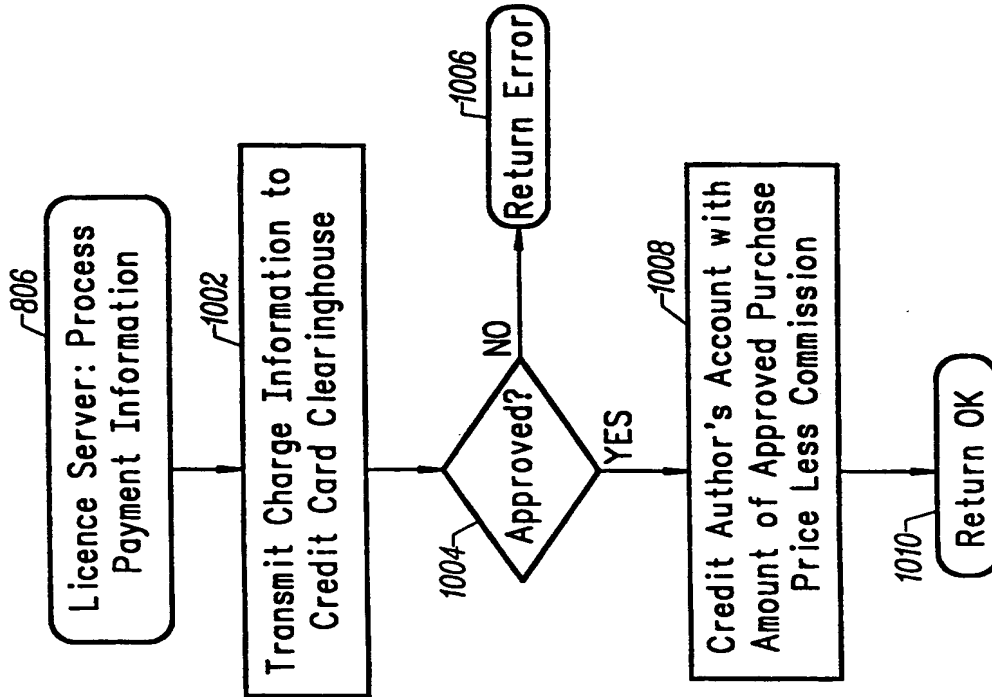 806
Licence Server: Process
Payment Information
1002
Transmit Charge Information to
Credit Card Clearinghouse
1004
Approved?
NO
1006
Return Error
YES
1008
Credit Author's Account with
Amount of Approved Purchase
Price Less Commission
1010
Return OK